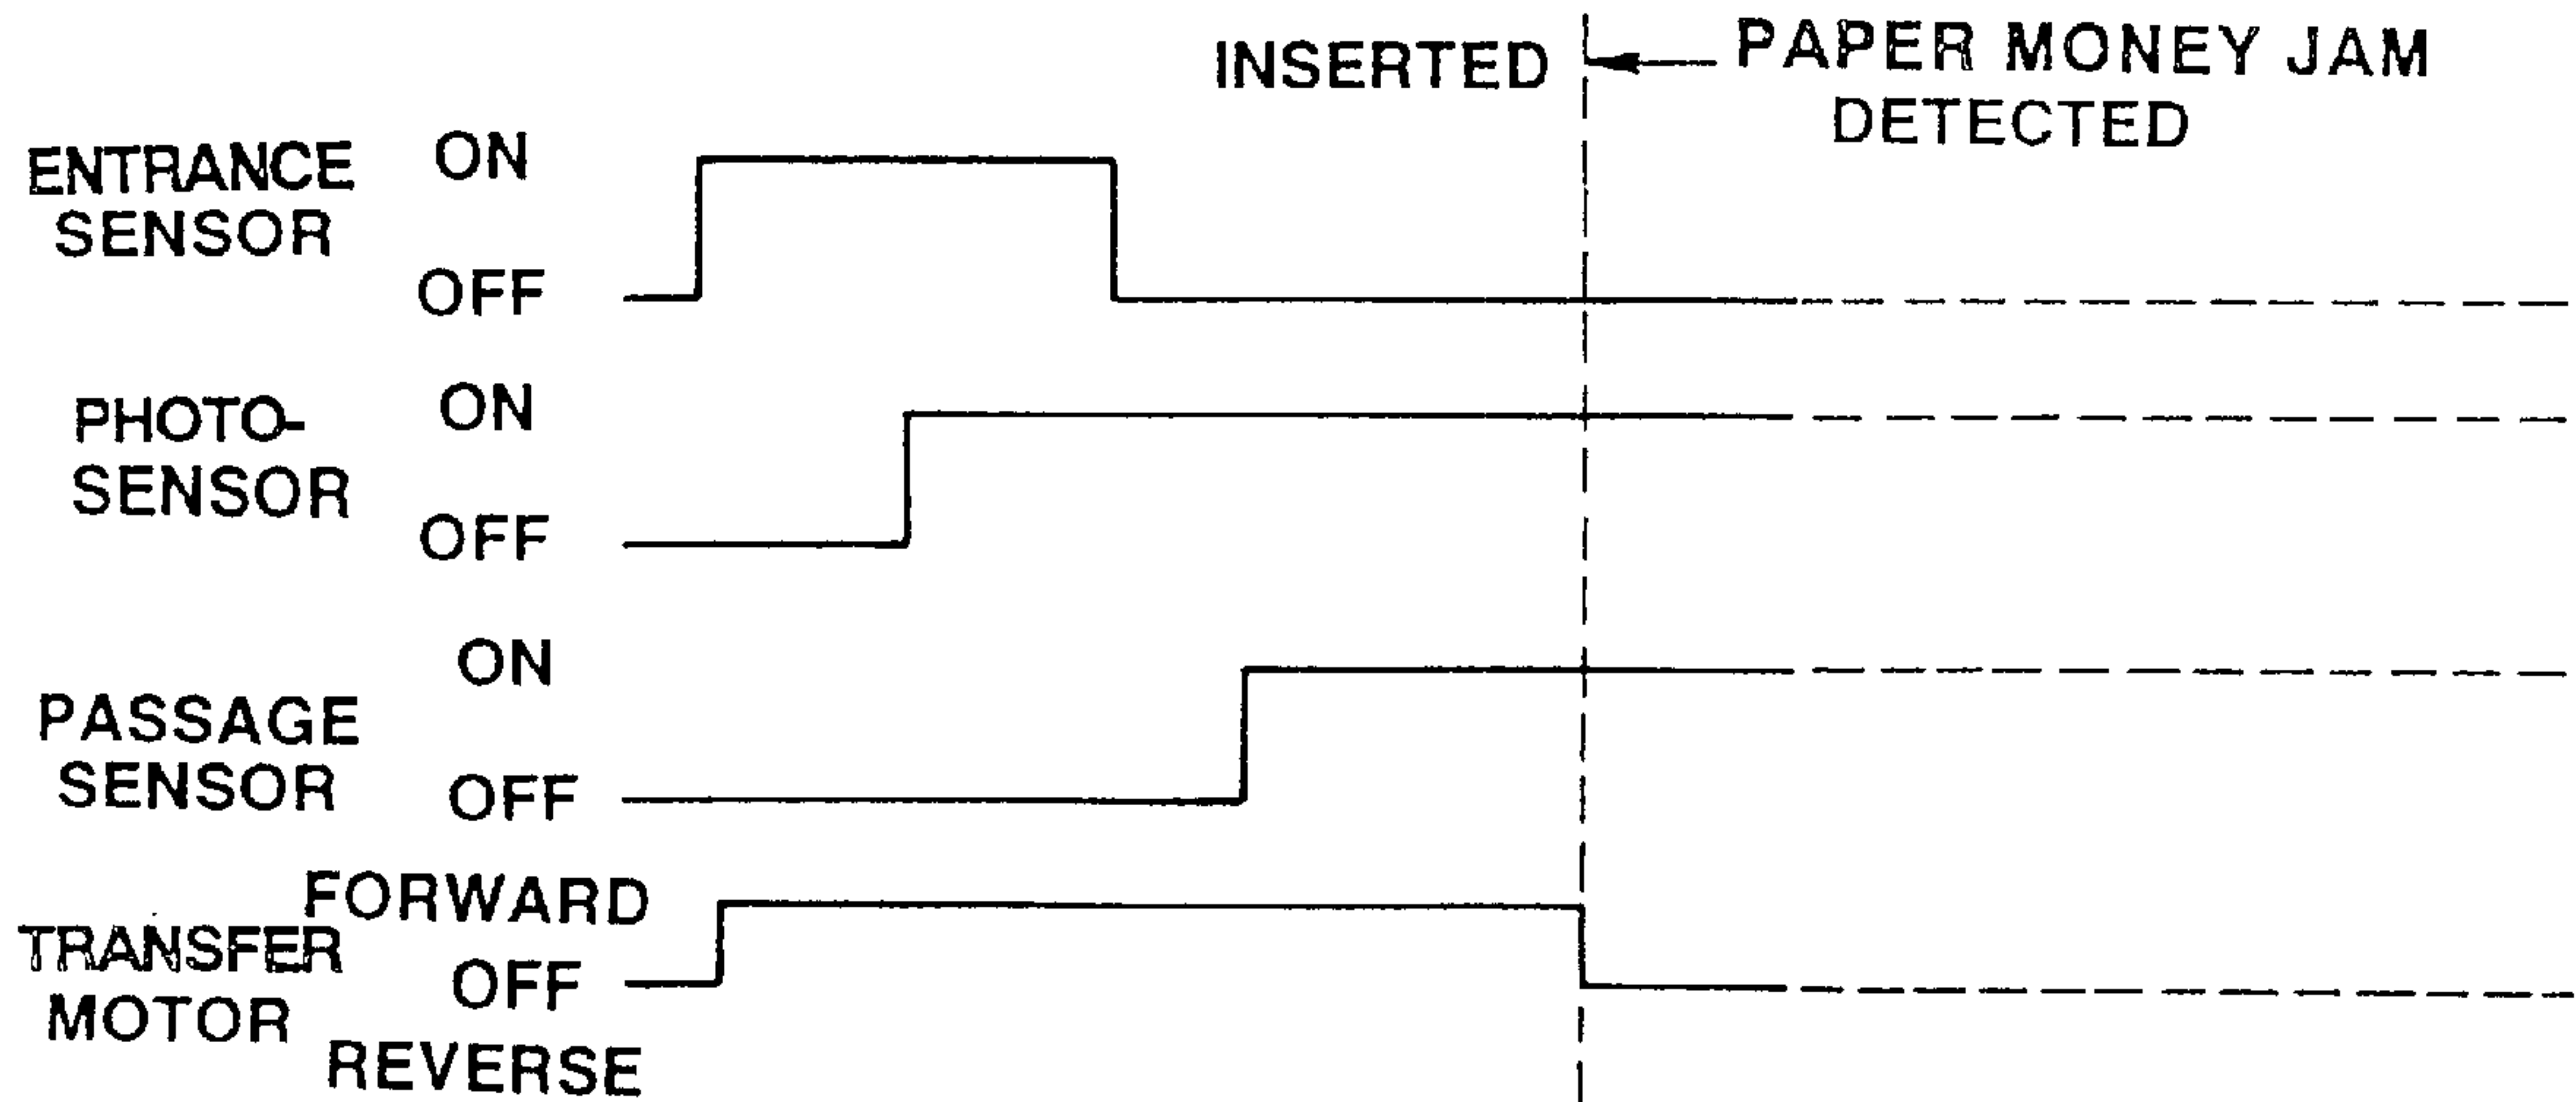 INSERTED
PAPER MONEY JAM
DETECTED
ENTRANCE
SENSOR
ON
OFF
PHOTO-
SENSOR
ON
OFF
PASSAGE
SENSOR
ON
OFF
TRANSFER
MOTOR
FORWARD
OFF
REVERSE